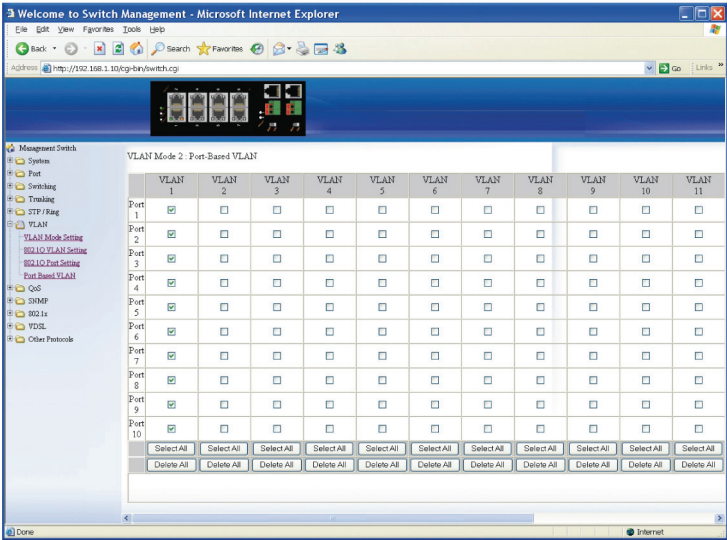 Welcome to Switch Management - Microsoft Internet Explorer
File Edit View Favorites Tools Help
Back Search Favorites
Address http://192.168.1.10/cgi-bin/switch.cgi Go Links »
Management Switch
System
Port
Switching
Trunking
STP / Ring
VLAN
VLAN Mode Setting
802.1Q VLAN Setting
802.1Q Port Setting
Port Based VLAN
QoS
SNMP
802.1x
VDSL
Other Protocols
VLAN Mode 2 : Port-Based VLAN
VLAN 1 VLAN 2 VLAN 3 VLAN 4 VLAN 5 VLAN 6 VLAN 7 VLAN 8 VLAN 9 VLAN 10 VLAN 11
Port 1
Port 2
Port 3
Port 4
Port 5
Port 6
Port 7
Port 8
Port 9
Port 10
Select All Select All Select All Select All Select All Select All Select All Select All Select All Select All Select All
Delete All Delete All Delete All Delete All Delete All Delete All Delete All Delete All Delete All Delete All Delete All
Done Internet